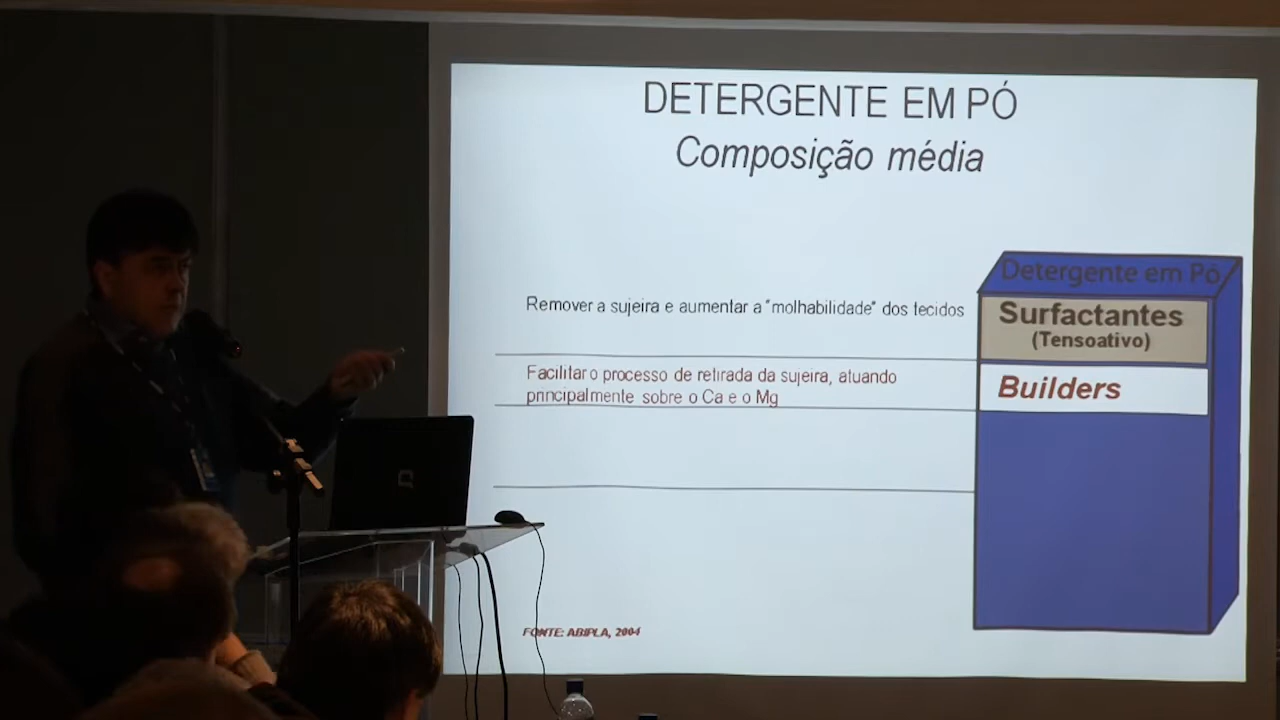 DETERGENTE EM PÓ
Composição média
Detergente em Pó
Remover a sujeira e aumentar a "molhabilidade" dos tecidos
Surfactantes
(Tensoativo)
Facilitar o processo de retirada da sujeira, atuando
principalmente sobre o Ca e o Mg
Builders
FONTE: ABIPLA, 2004